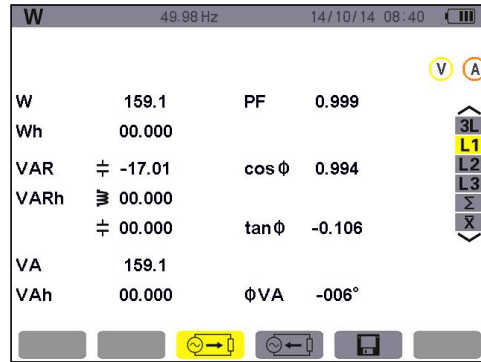 W 49.98 Hz 14/10/14 08:40
V A
W 159.1 PF 0.999
Wh 00.000
3L
L1
VAR -17.01 cos Φ 0.994
L2
VARh 00.000
L3
Σ
00.000 tan Φ -0.106
X̅
VA 159.1
VAh 00.000 ΦVA -006°